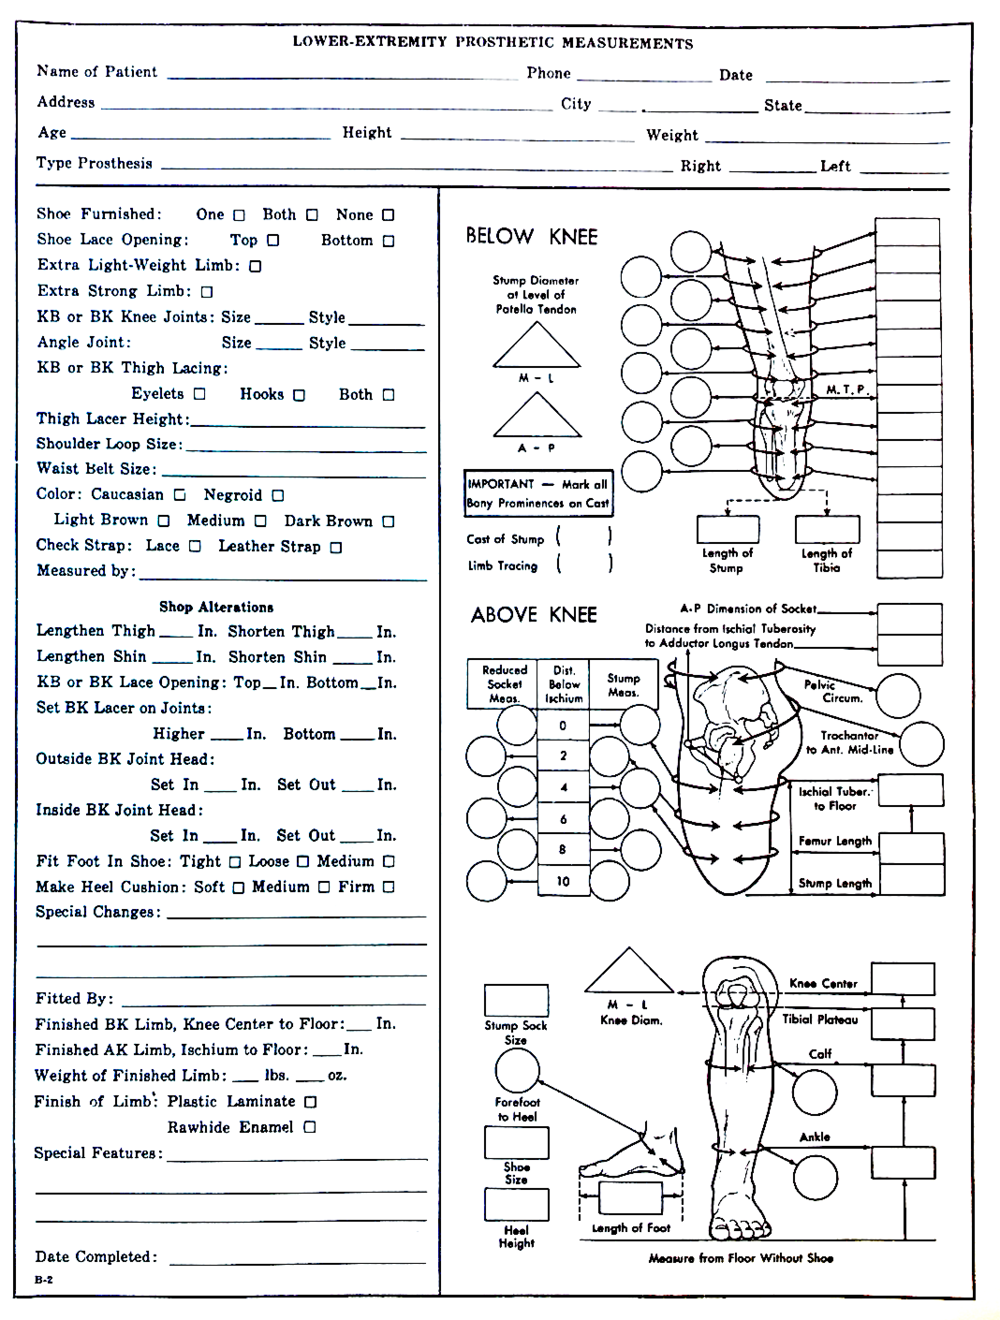 LOWER-EXTREMITY PROSTHETIC MEASUREMENTS
Name of Patient Phone Date
Address City State
Age Height Weight
Type Prosthesis Right Left
Shoe Furnished: One Both None
Shoe Lace Opening: Top Bottom
Extra Light-Weight Limb:
Extra Strong Limb:
KB or BK Knee Joints: Size Style
Angle Joint: Size Style
KB or BK Thigh Lacing:
Eyelets Hooks Both
Thigh Lacer Height:
Shoulder Loop Size:
Waist Belt Size:
Color: Caucasian Negroid
Light Brown Medium Dark Brown
Check Strap: Lace Leather Strap
Measured by:
Shop Alterations
Lengthen Thigh In. Shorten Thigh In.
Lengthen Shin In. Shorten Shin In.
KB or BK Lace Opening: Top In. Bottom In.
Set BK Lacer on Joints:
Higher In. Bottom In.
Outside BK Joint Head:
Set In In. Set Out In.
Inside BK Joint Head:
Set In In. Set Out In.
Fit Foot In Shoe: Tight Loose Medium
Make Heel Cushion: Soft Medium Firm
Special Changes:
Fitted By:
Finished BK Limb, Knee Center to Floor: In.
Finished AK Limb, Ischium to Floor: In.
Weight of Finished Limb: lbs. oz.
Finish of Limb: Plastic Laminate
Rawhide Enamel
Special Features:
Date Completed:
B-2
BELOW KNEE
Stump Diameter
at Level of
Patella Tendon
M - L
A - P
M. T. P.
IMPORTANT — Mark all
Bony Prominences on Cast
Cast of Stump ( )
Limb Tracing ( )
Length of
Stump
Length of
Tibia
ABOVE KNEE
A-P Dimension of Socket
Distance from Ischial Tuberosity
to Adductor Longus Tendon
Reduced
Socket
Meas.
Dist.
Below
Ischium
Stump
Meas.
0
2
4
6
8
10
Pelvic
Circum.
Trochantor
to Ant. Mid-Line
Ischial Tuber.
to Floor
Femur Length
Stump Length
M - L
Knee Diam.
Knee Center
Tibial Plateau
Calf
Ankle
Stump Sock
Size
Forefoot
to Heel
Shoe
Size
Heel
Height
Length of Foot
Measure from Floor Without Shoe